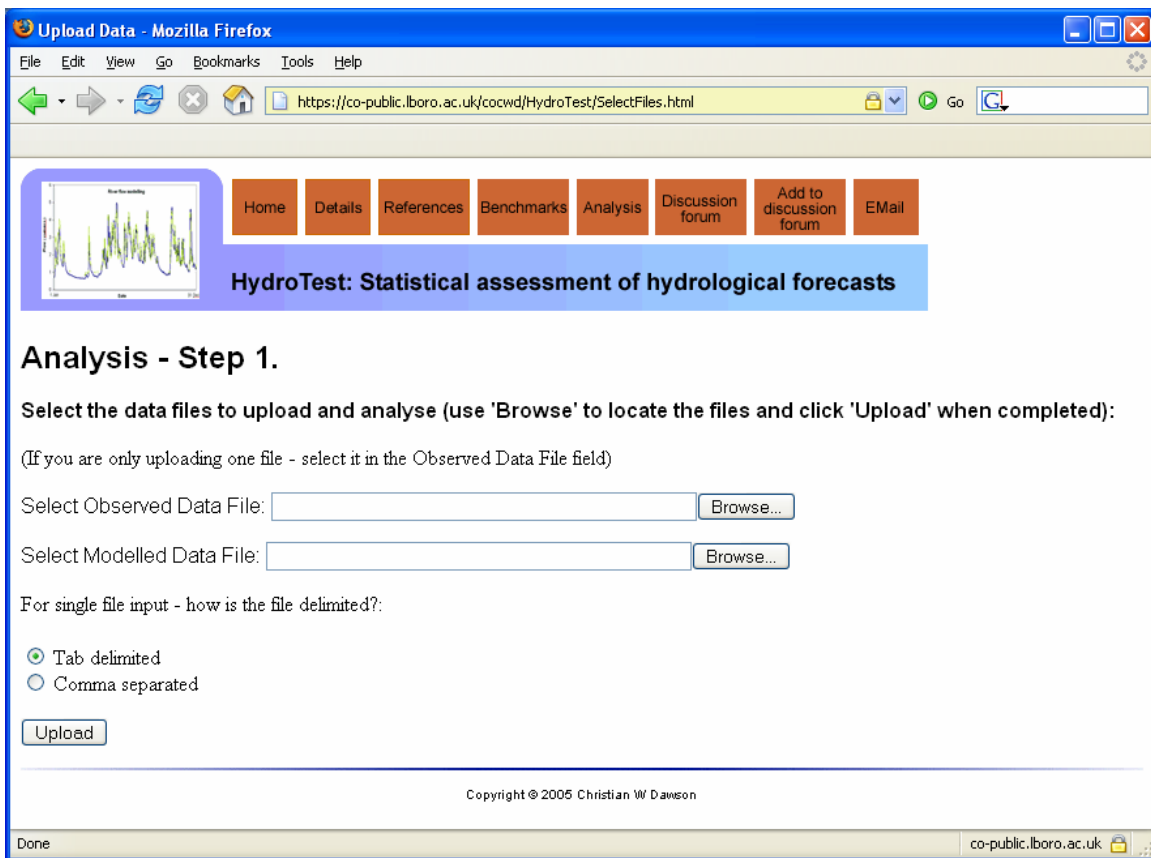 Upload Data - Mozilla Firefox
File Edit View Go Bookmarks Tools Help
https://co-public.lboro.ac.uk/cocwd/HydroTest/SelectFiles.html
Go
G
Home
Details
References
Benchmarks
Analysis
Discussion
forum
Add to
discussion
forum
EMail
HydroTest: Statistical assessment of hydrological forecasts
Analysis - Step 1.
Select the data files to upload and analyse (use 'Browse' to locate the files and click 'Upload' when completed):
(If you are only uploading one file - select it in the Observed Data File field)
Select Observed Data File: Browse...
Select Modelled Data File: Browse...
For single file input - how is the file delimited?:
Tab delimited
Comma separated
Upload
Copyright © 2005 Christian W Dawson
Done
co-public.lboro.ac.uk